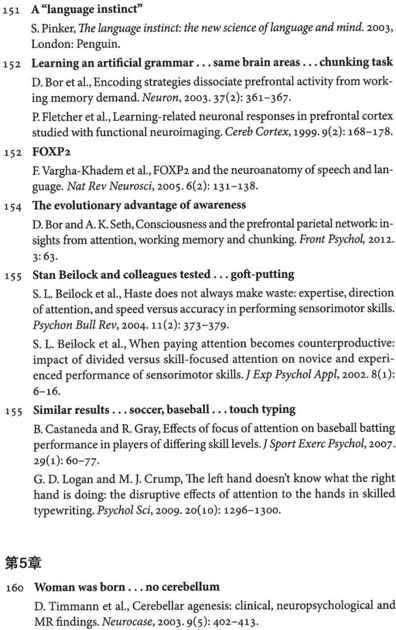 151 A “language instinct”
S. Pinker, The language instinct: the new science of language and mind. 2003,
London: Penguin.
152 Learning an artificial grammar . . . same brain areas . . . chunking task
D. Bor et al., Encoding strategies dissociate prefrontal activity from work-
ing memory demand. Neuron, 2003. 37(2): 361–367.
P. Fletcher et al., Learning-related neuronal responses in prefrontal cortex
studied with functional neuroimaging. Cereb Cortex, 1999. 9(2): 168–178.
152 FOXP2
F. Vargha-Khadem et al., FOXP2 and the neuroanatomy of speech and lan-
guage. Nat Rev Neurosci, 2005. 6(2): 131–138.
154 The evolutionary advantage of awareness
D. Bor and A. K. Seth, Consciousness and the prefrontal parietal network: in-
sights from attention, working memory and chunking. Front Psychol, 2012.
3: 63.
155 Stan Beilock and colleagues tested . . . goft-putting
S. L. Beilock et al., Haste does not always make waste: expertise, direction
of attention, and speed versus accuracy in performing sensorimotor skills.
Psychon Bull Rev, 2004. 11(2): 373–379.
S. L. Beilock et al., When paying attention becomes counterproductive:
impact of divided versus skill-focused attention on novice and experi-
enced performance of sensorimotor skills. J Exp Psychol Appl, 2002. 8(1):
6–16.
155 Similar results . . . soccer, baseball . . . touch typing
B. Castaneda and R. Gray, Effects of focus of attention on baseball batting
performance in players of differing skill levels. J Sport Exerc Psychol, 2007.
29(1): 60–77.
G. D. Logan and M. J. Crump, The left hand doesn’t know what the right
hand is doing: the disruptive effects of attention to the hands in skilled
typewriting. Psychol Sci, 2009. 20(10): 1296–1300.
第5章
160 Woman was born . . . no cerebellum
D. Timmann et al., Cerebellar agenesis: clinical, neuropsychological and
MR findings. Neurocase, 2003. 9(5): 402–413.